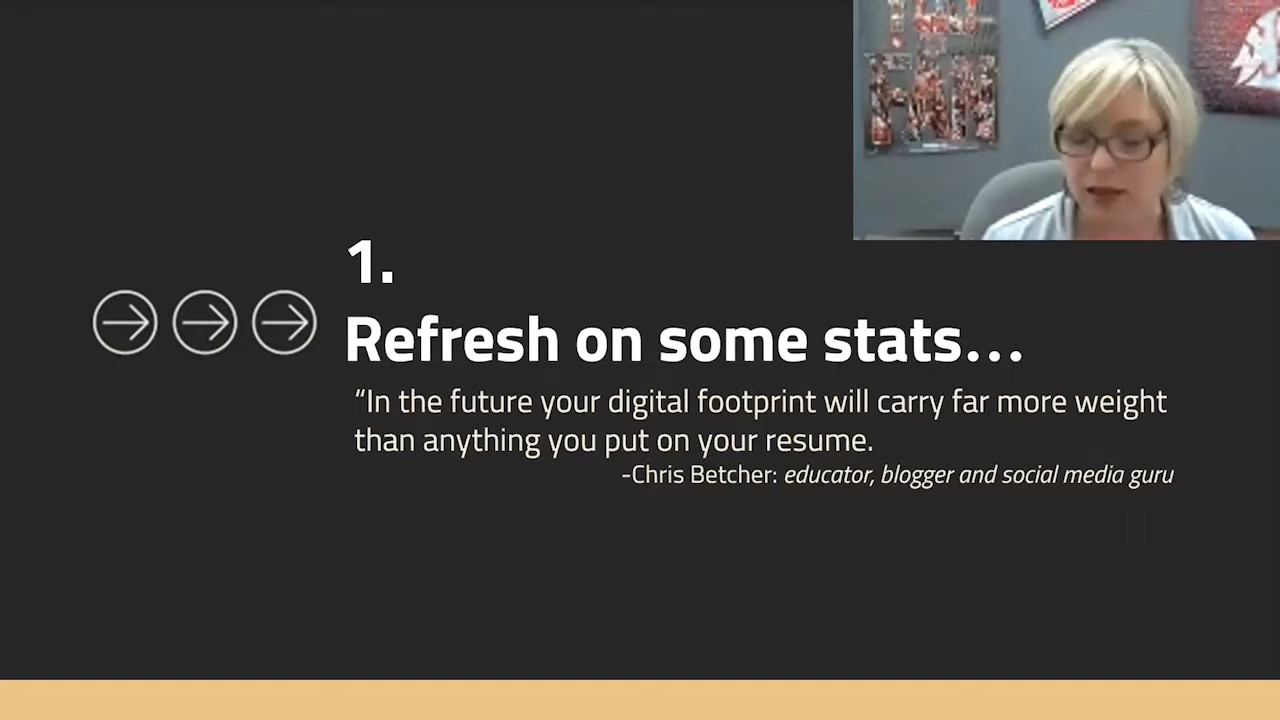 1.
Refresh on some stats...
“In the future your digital footprint will carry far more weight
than anything you put on your resume.
-Chris Betcher: educator, blogger and social media guru